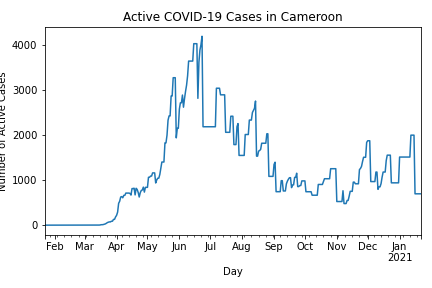 Active COVID-19 Cases in Cameroon
Number of Active Cases
4000
3000
2000
1000
0
Feb Mar Apr May Jun Jul Aug Sep Oct Nov Dec Jan
2021
Day